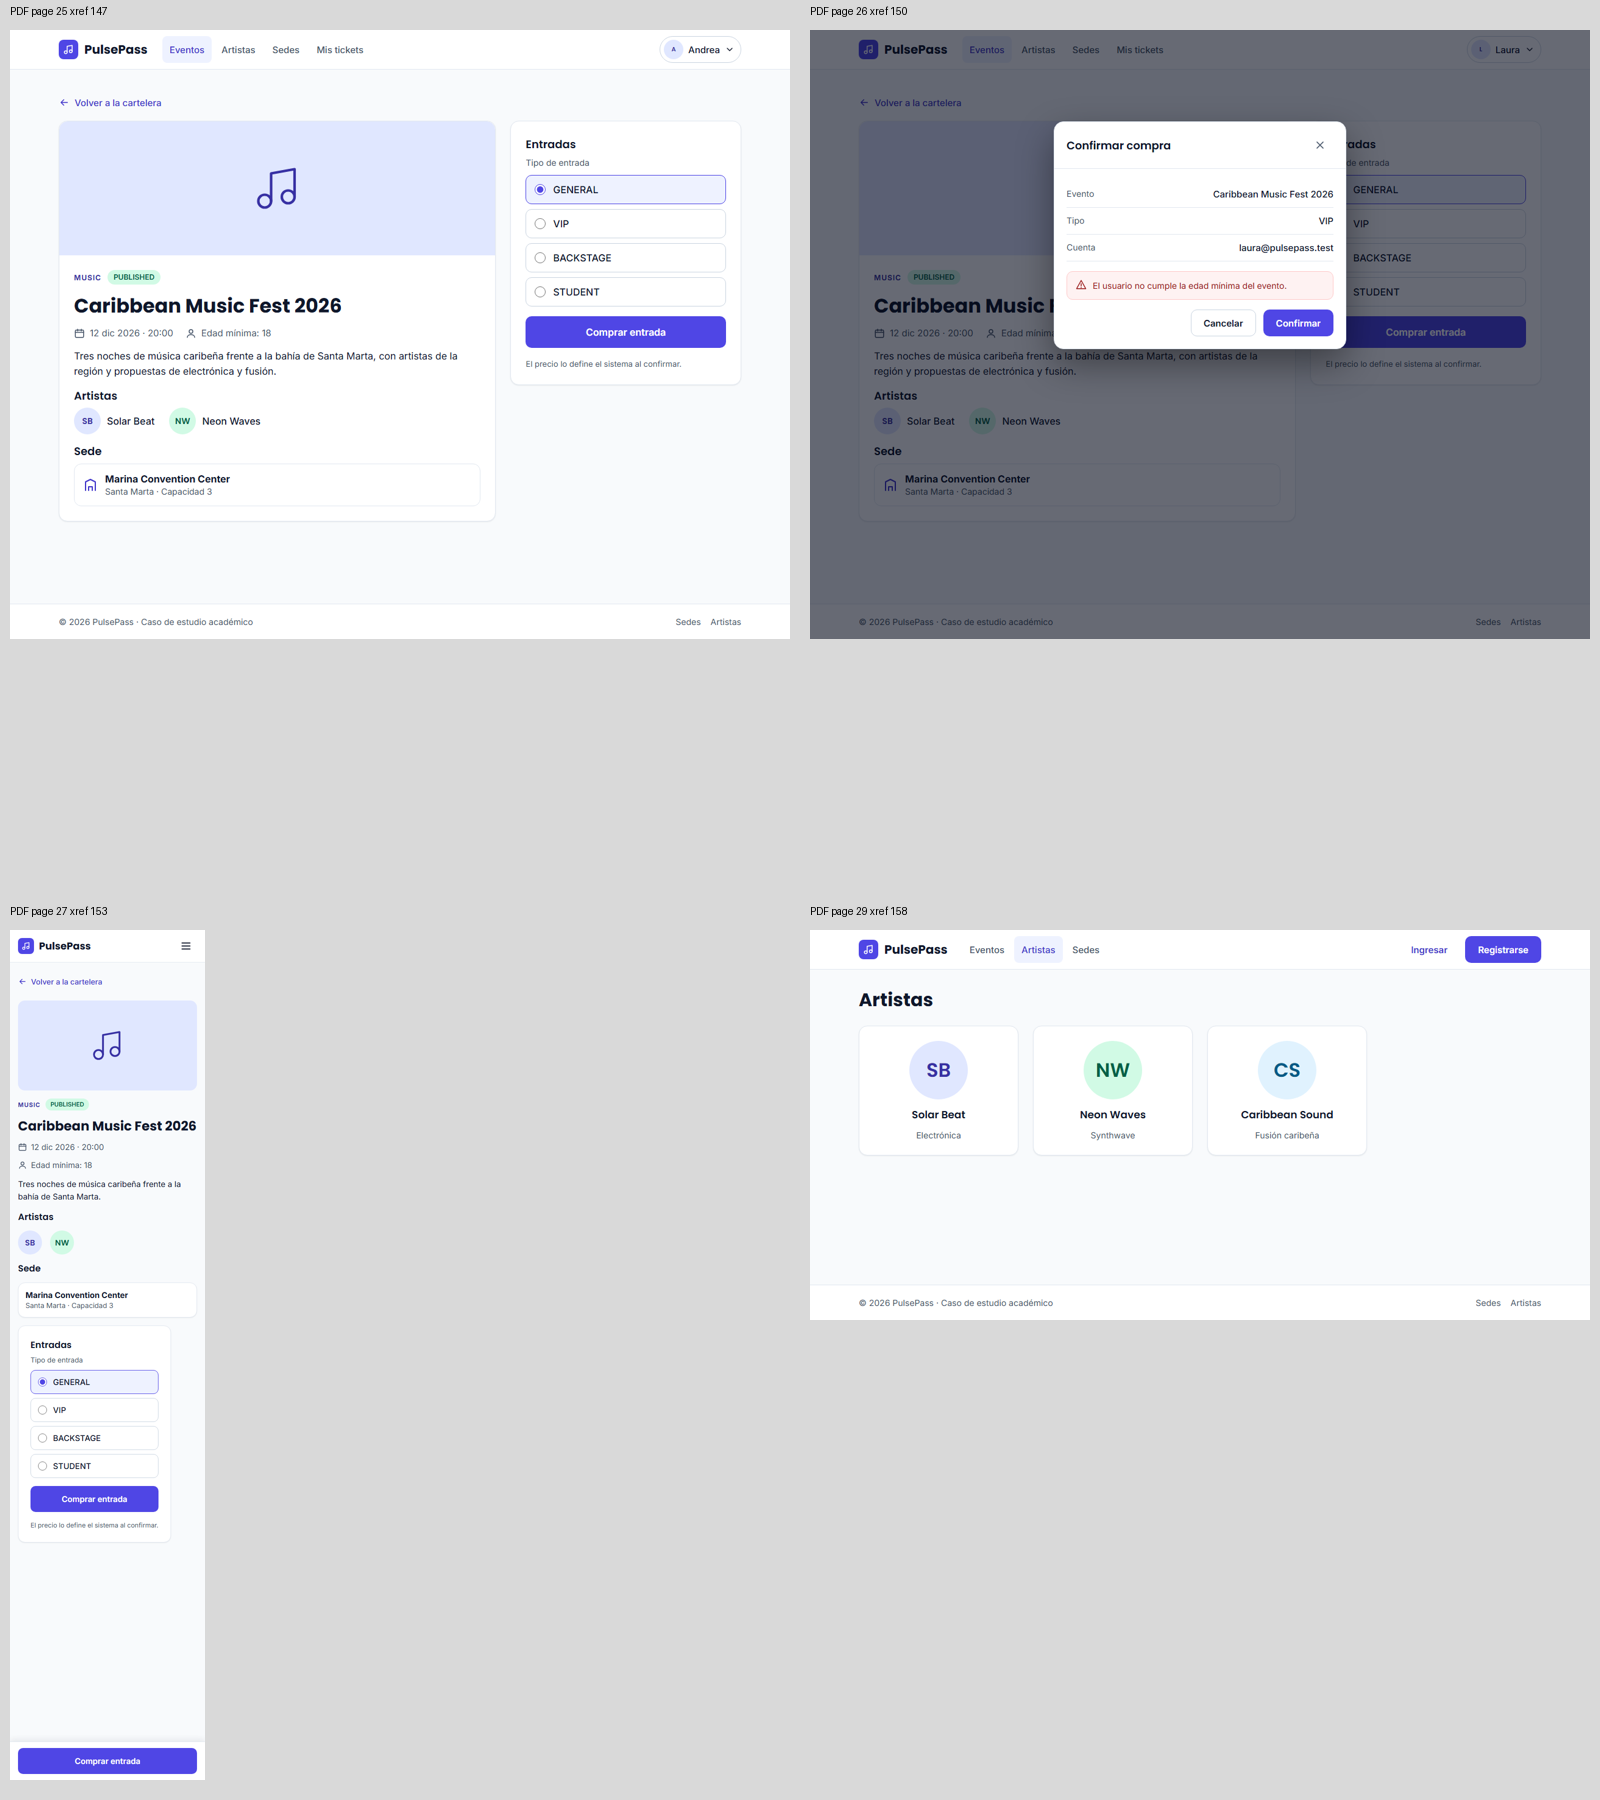 PDF page 25 xref 147
PulsePass Eventos Artistas Sedes Mis tickets A Andrea
← Volver a la cartelera
MUSIC PUBLISHED
Caribbean Music Fest 2026
12 dic 2026 · 20:00 Edad mínima: 18
Tres noches de música caribeña frente a la bahía de Santa Marta, con artistas de la
región y propuestas de electrónica y fusión.
Artistas
SB Solar Beat NW Neon Waves
Sede
Marina Convention Center
Santa Marta · Capacidad 3
Entradas
Tipo de entrada
GENERAL
VIP
BACKSTAGE
STUDENT
Comprar entrada
El precio lo define el sistema al confirmar.
© 2026 PulsePass · Caso de estudio académico Sedes Artistas
PDF page 26 xref 150
PulsePass Eventos Artistas Sedes Mis tickets L Laura
← Volver a la cartelera
MUSIC PUBLISHED
Caribbean Music F
12 dic 2026 · 20:00 Edad mínima
Tres noches de música caribeña frente a la bahía de Santa Marta, con artistas de la
región y propuestas de electrónica y fusión.
Artistas
SB Solar Beat NW Neon Waves
Sede
Marina Convention Center
Santa Marta · Capacidad 3
Confirmar compra
Evento Caribbean Music Fest 2026
Tipo VIP
Cuenta laura@pulsepass.test
El usuario no cumple la edad mínima del evento.
Cancelar Confirmar
radas
de entrada
GENERAL
VIP
BACKSTAGE
STUDENT
Comprar entrada
El precio lo define el sistema al confirmar.
© 2026 PulsePass · Caso de estudio académico Sedes Artistas
PDF page 27 xref 153
PulsePass
← Volver a la cartelera
MUSIC PUBLISHED
Caribbean Music Fest 2026
12 dic 2026 · 20:00
Edad mínima: 18
Tres noches de música caribeña frente a la
bahía de Santa Marta.
Artistas
SB NW
Sede
Marina Convention Center
Santa Marta · Capacidad 3
Entradas
Tipo de entrada
GENERAL
VIP
BACKSTAGE
STUDENT
Comprar entrada
El precio lo define el sistema al confirmar.
Comprar entrada
PDF page 29 xref 158
PulsePass Eventos Artistas Sedes Ingresar Registrarse
Artistas
SB NW CS
Solar Beat Neon Waves Caribbean Sound
Electrónica Synthwave Fusión caribeña
© 2026 PulsePass · Caso de estudio académico Sedes Artistas